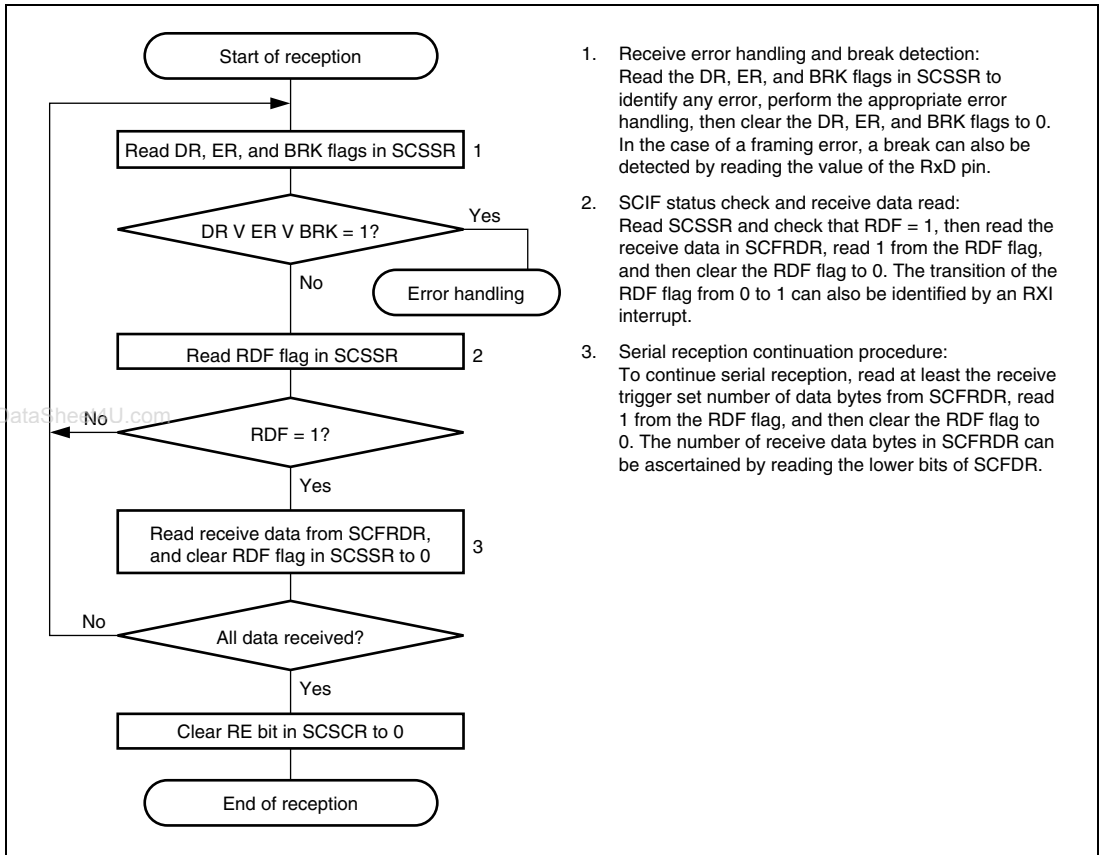 Start of reception
Read DR, ER, and BRK flags in SCSSR 1
DR V ER V BRK = 1?
Yes
No
Error handling
Read RDF flag in SCSSR 2
RDF = 1?
No
Yes
Read receive data from SCFRDR,
and clear RDF flag in SCSSR to 0
3
All data received?
No
Yes
Clear RE bit in SCSCR to 0
End of reception
1. Receive error handling and break detection:
Read the DR, ER, and BRK flags in SCSSR to
identify any error, perform the appropriate error
handling, then clear the DR, ER, and BRK flags to 0.
In the case of a framing error, a break can also be
detected by reading the value of the RxD pin.
2. SCIF status check and receive data read:
Read SCSSR and check that RDF = 1, then read the
receive data in SCFRDR, read 1 from the RDF flag,
and then clear the RDF flag to 0. The transition of the
RDF flag from 0 to 1 can also be identified by an RXI
interrupt.
3. Serial reception continuation procedure:
To continue serial reception, read at least the receive
trigger set number of data bytes from SCFRDR, read
1 from the RDF flag, and then clear the RDF flag to
0. The number of receive data bytes in SCFRDR can
be ascertained by reading the lower bits of SCFDR.